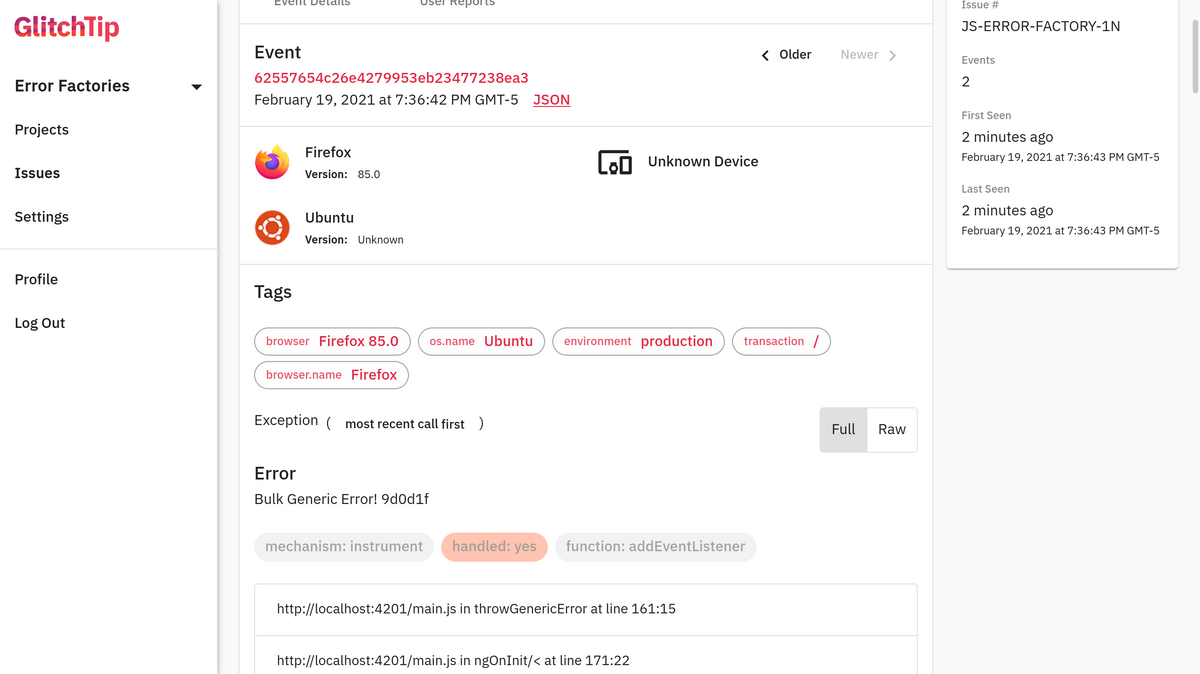 GlitchTip
Error Factories
Projects
Issues
Settings
Profile
Log Out
Event Details
User Reports
Event
Older
Newer
62557654c26e4279953eb23477238ea3
February 19, 2021 at 7:36:42 PM GMT-5 JSON
Firefox
Version: 85.0
Unknown Device
Ubuntu
Version: Unknown
Tags
browser Firefox 85.0
os.name Ubuntu
environment production
transaction /
browser.name Firefox
Exception ( most recent call first )
Full
Raw
Error
Bulk Generic Error! 9d0d1f
mechanism: instrument
handled: yes
function: addEventListener
http://localhost:4201/main.js in throwGenericError at line 161:15
http://localhost:4201/main.js in ngOnInit/< at line 171:22
Issue #
JS-ERROR-FACTORY-1N
Events
2
First Seen
2 minutes ago
February 19, 2021 at 7:36:43 PM GMT-5
Last Seen
2 minutes ago
February 19, 2021 at 7:36:43 PM GMT-5